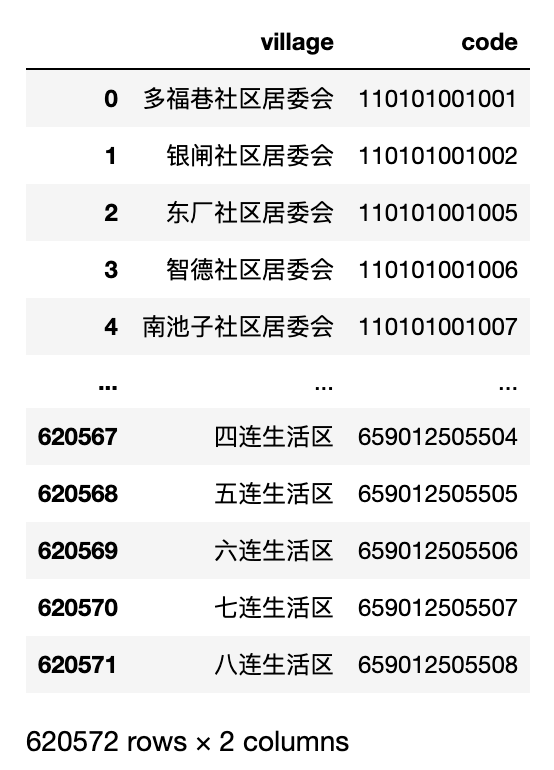 village code
0 多福巷社区居委会 110101001001
1 银闸社区居委会 110101001002
2 东厂社区居委会 110101001005
3 智德社区居委会 110101001006
4 南池子社区居委会 110101001007
... ... ...
620567 四连生活区 659012505504
620568 五连生活区 659012505505
620569 六连生活区 659012505506
620570 七连生活区 659012505507
620571 八连生活区 659012505508
620572 rows × 2 columns